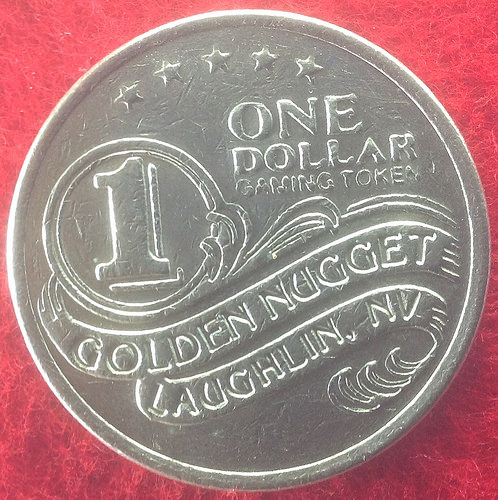 ONE
DOLLAR
GAMING TOKEN
1
GOLDEN NUGGET
LAUGHLIN, NV